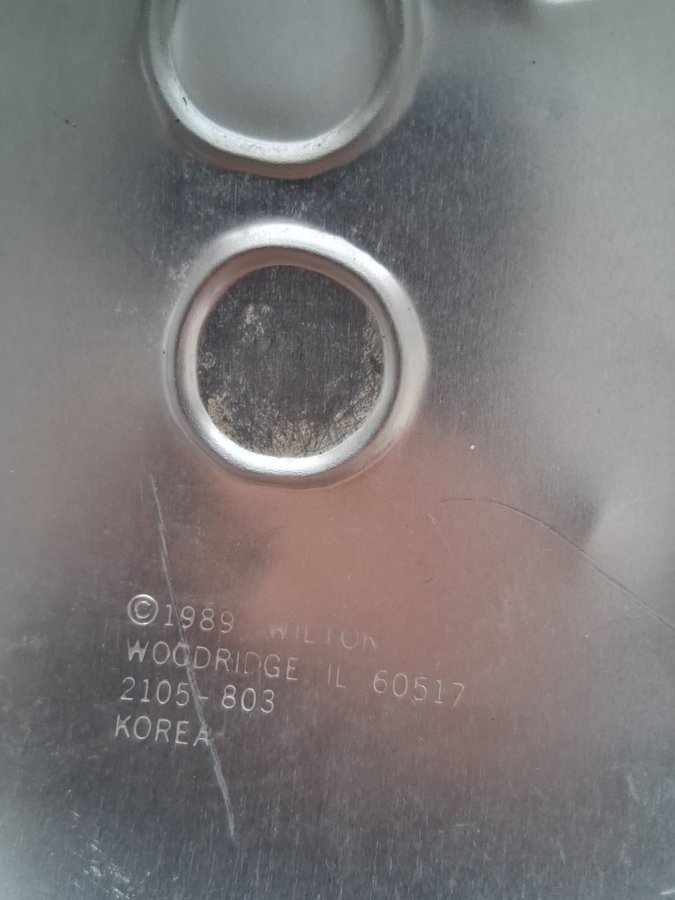 ©1989 WILTON
WOODRIDGE IL 60517
2105-803
KOREA